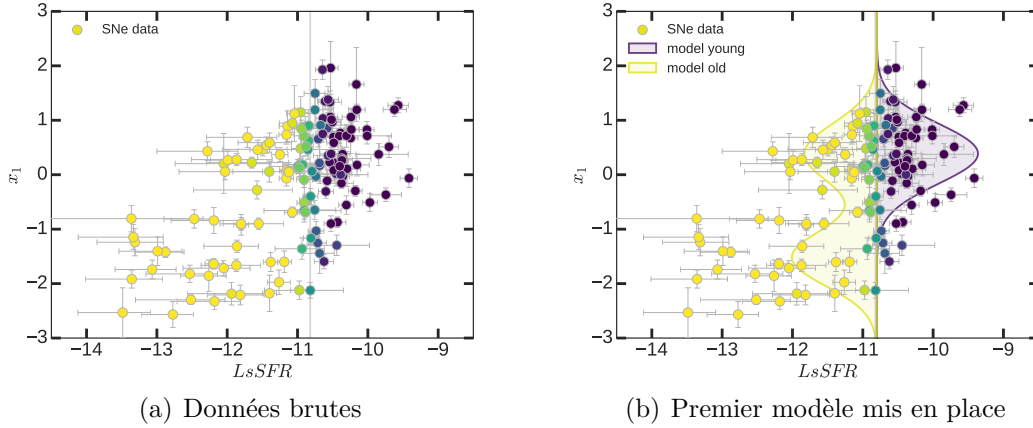 3
2
1
0
−1
−2
−3
x₁
SNe data
−14 −13 −12 −11 −10 −9
LsSFR
(a) Données brutes
3
2
1
0
−1
−2
−3
x₁
SNe data
model young
model old
−14 −13 −12 −11 −10 −9
LsSFR
(b) Premier modèle mis en place